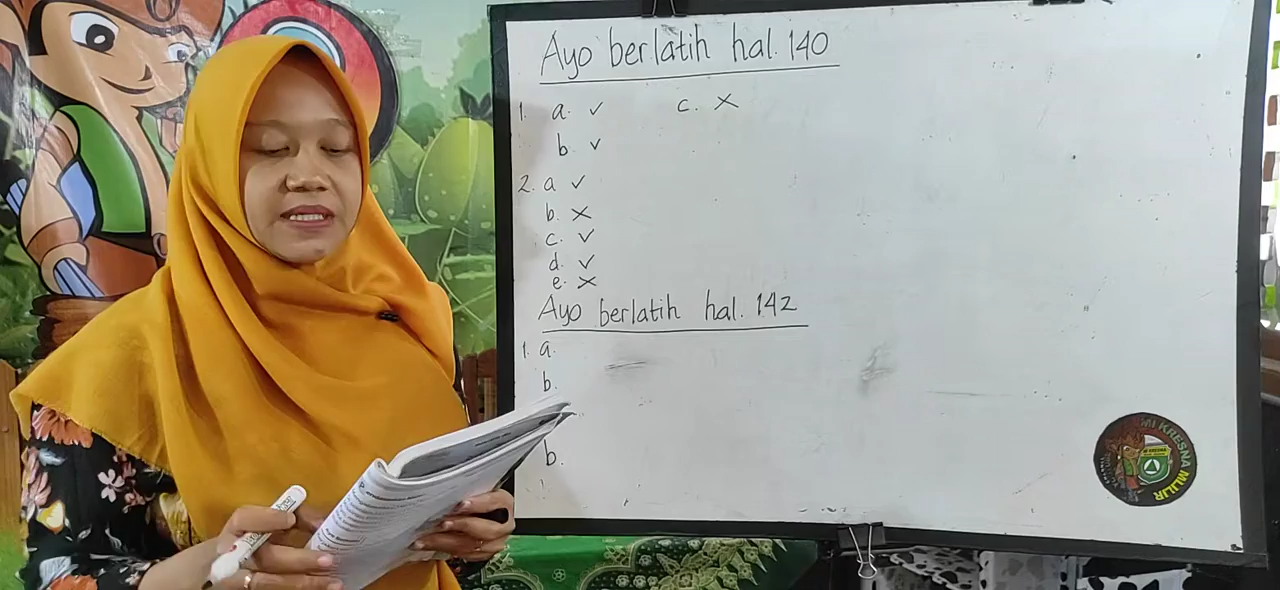 Ayo berlatih hal. 140
1. a. ✓ c. ×
b. ✓
2. a ✓
b. ×
c. ✓
d. ✓
e. ×
Ayo berlatih hal. 142
1. a.
b.
b.
MI KRESNA
MLILIR